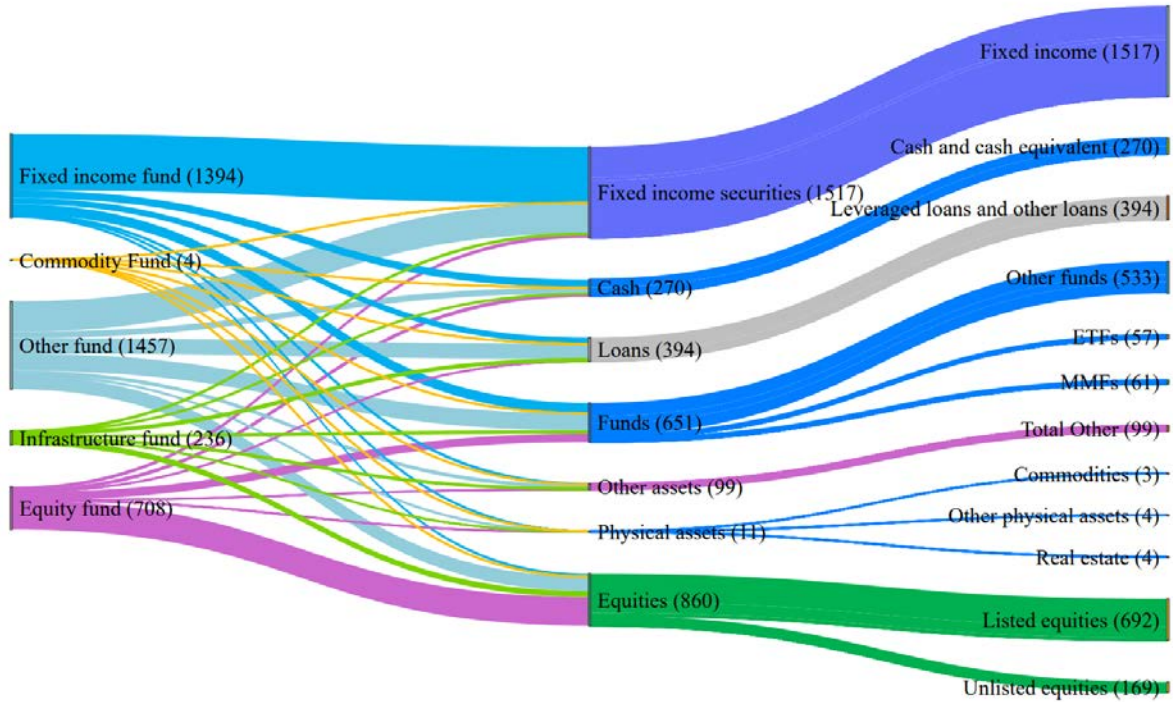 Fixed income fund (1394)
Commodity Fund (4)
Other fund (1457)
Infrastructure fund (236)
Equity fund (708)
Fixed income securities (1517)
Cash (270)
Loans (394)
Funds (651)
Other assets (99)
Physical assets (11)
Equities (860)
Fixed income (1517)
Cash and cash equivalent (270)
Leveraged loans and other loans (394)
Other funds (533)
ETFs (57)
MMFs (61)
Total Other (99)
Commodities (3)
Other physical assets (4)
Real estate (4)
Listed equities (692)
Unlisted equities (169)